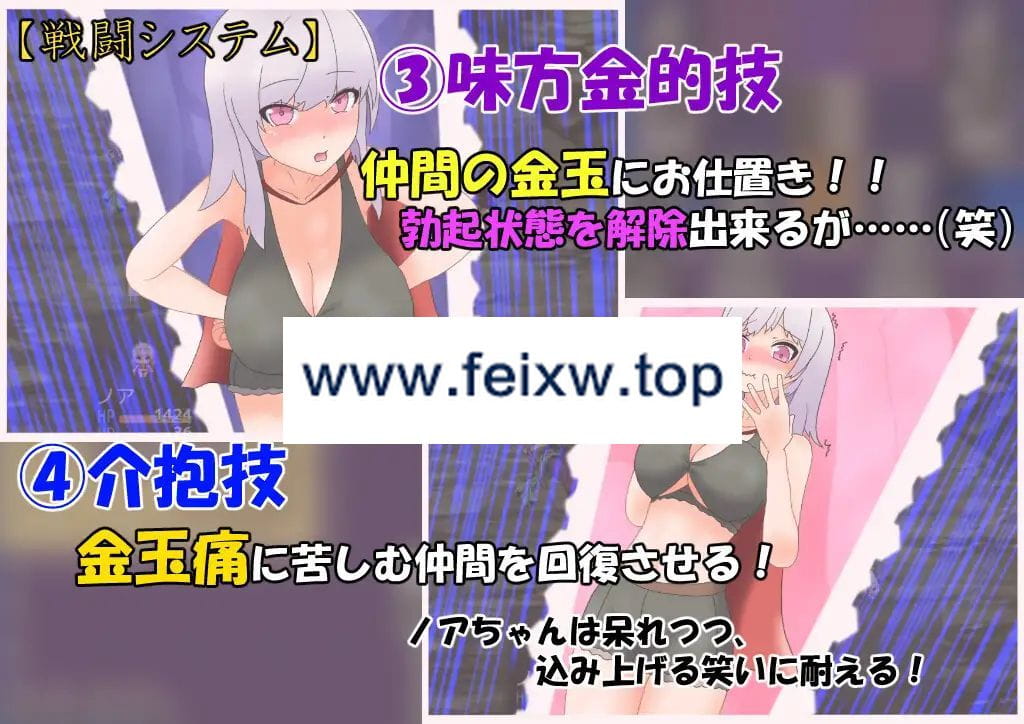 【戦闘システム】
③味方金的技
仲間の金玉にお仕置き！！
勃起状態を解除出来るが……(笑)
www.feixw.top
ノア
HP 1424
36
④介抱技
金玉痛に苦しむ仲間を回復させる！
ノアちゃんは呆れつつ、
込み上げる笑いに耐える！